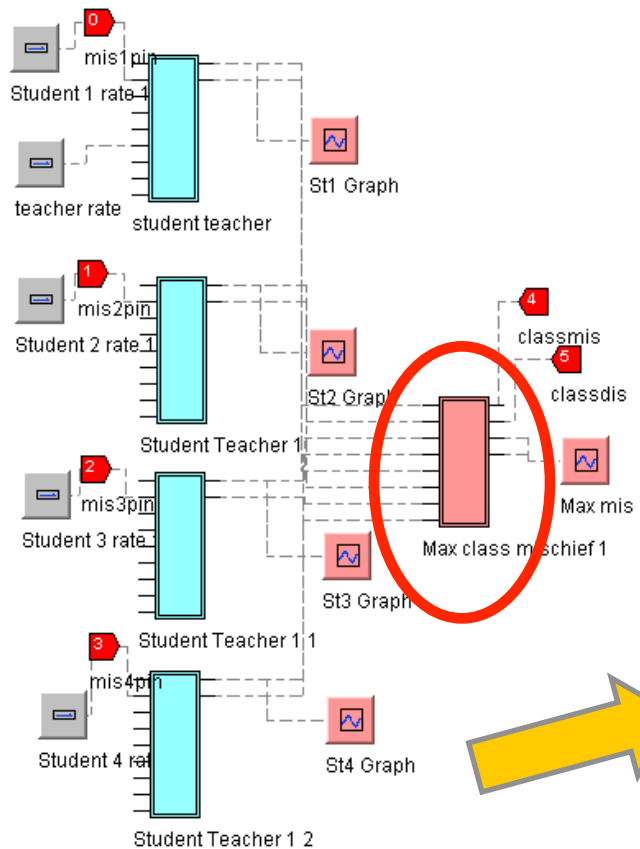 0
mis1pin
Student 1 rate 1
teacher rate
student teacher
St1 Graph
1
mis2pin
Student 2 rate 1
St2 Graph
4
classmis
5
classdis
Student Teacher 1
2
mis3pin
Student 3 rate
Max mis
Max class mischief 1
St3 Graph
Student Teacher 1 1
3
mis4pin
Student 4
St4 Graph
Student Teacher 1 2